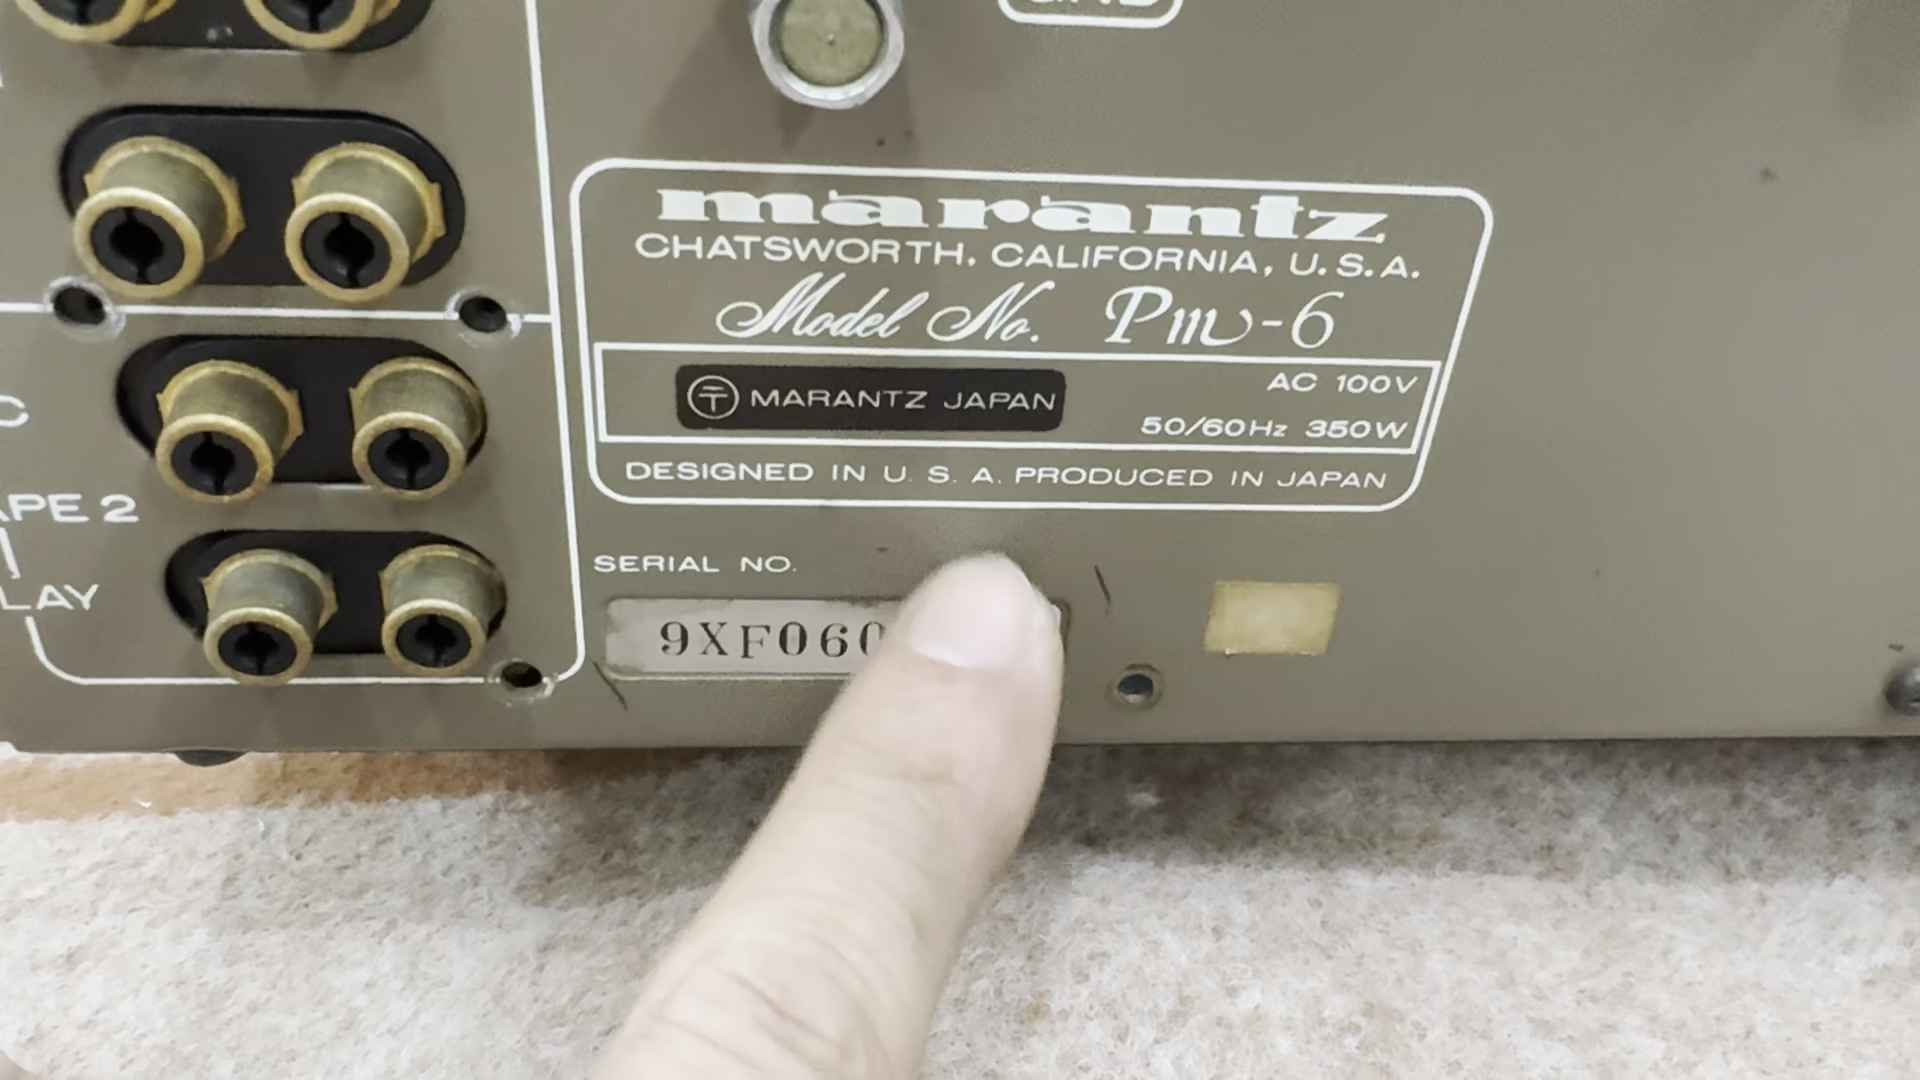 marantz
CHATSWORTH, CALIFORNIA, U.S.A.
Model No. Pm-6
MARANTZ JAPAN
AC 100V
50/60Hz 350W
DESIGNED IN U.S.A. PRODUCED IN JAPAN
SERIAL NO.
9XF060
APE 2
LAY
C